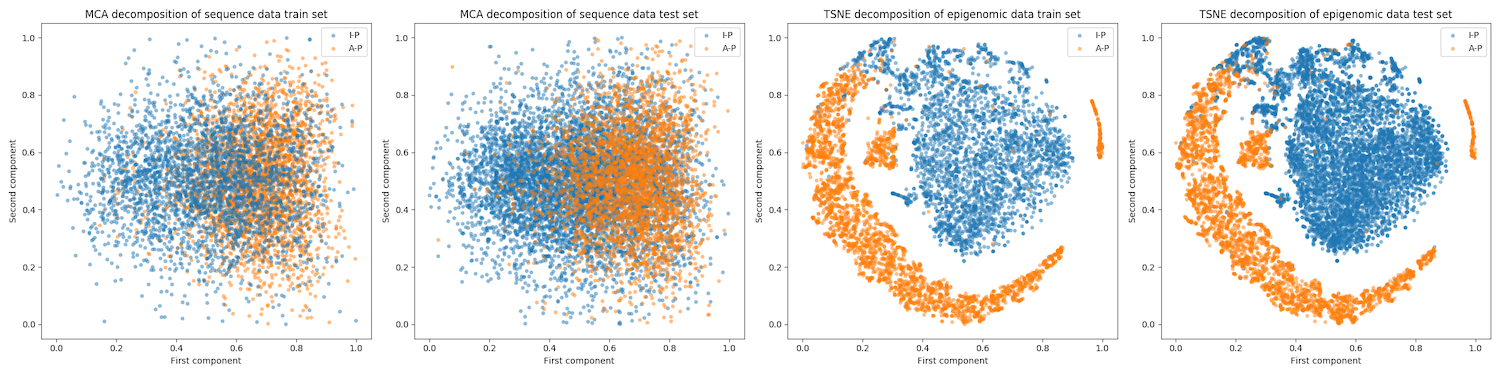 MCA decomposition of sequence data train set
I-P
A-P
1.0
0.8
0.6
0.4
0.2
0.0
Second component
0.0 0.2 0.4 0.6 0.8 1.0
First component
MCA decomposition of sequence data test set
I-P
A-P
1.0
0.8
0.6
0.4
0.2
0.0
Second component
0.0 0.2 0.4 0.6 0.8 1.0
First component
TSNE decomposition of epigenomic data train set
I-P
A-P
1.0
0.8
0.6
0.4
0.2
0.0
Second component
0.0 0.2 0.4 0.6 0.8 1.0
First component
TSNE decomposition of epigenomic data test set
I-P
A-P
1.0
0.8
0.6
0.4
0.2
0.0
Second component
0.0 0.2 0.4 0.6 0.8 1.0
First component